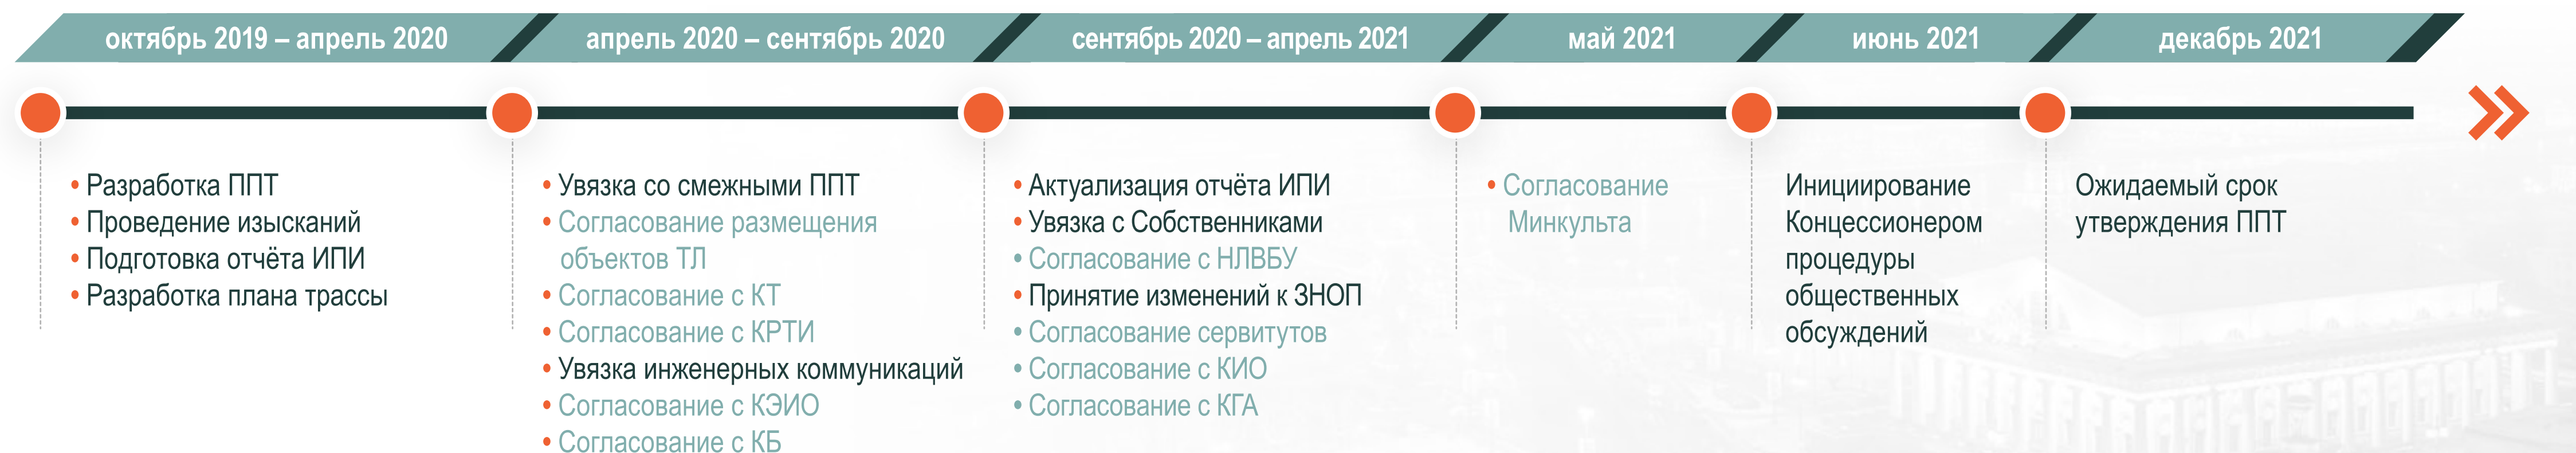 октябрь 2019 – апрель 2020
• Разработка ППТ
• Проведение изысканий
• Подготовка отчёта ИПИ
• Разработка плана трассы
апрель 2020 – сентябрь 2020
• Увязка со смежными ППТ
• Согласование размещения
объектов ТЛ
• Согласование с КТ
• Согласование с КРТИ
• Увязка инженерных коммуникаций
• Согласование с КЭИО
• Согласование с КБ
сентябрь 2020 – апрель 2021
• Актуализация отчёта ИПИ
• Увязка с Собственниками
• Согласование с НЛВБУ
• Принятие изменений к ЗНОП
• Согласование сервитутов
• Согласование с КИО
• Согласование с КГА
май 2021
• Согласование
Минкульта
июнь 2021
Инициирование
Концессионером
процедуры
общественных
обсуждений
декабрь 2021
Ожидаемый срок
утверждения ППТ